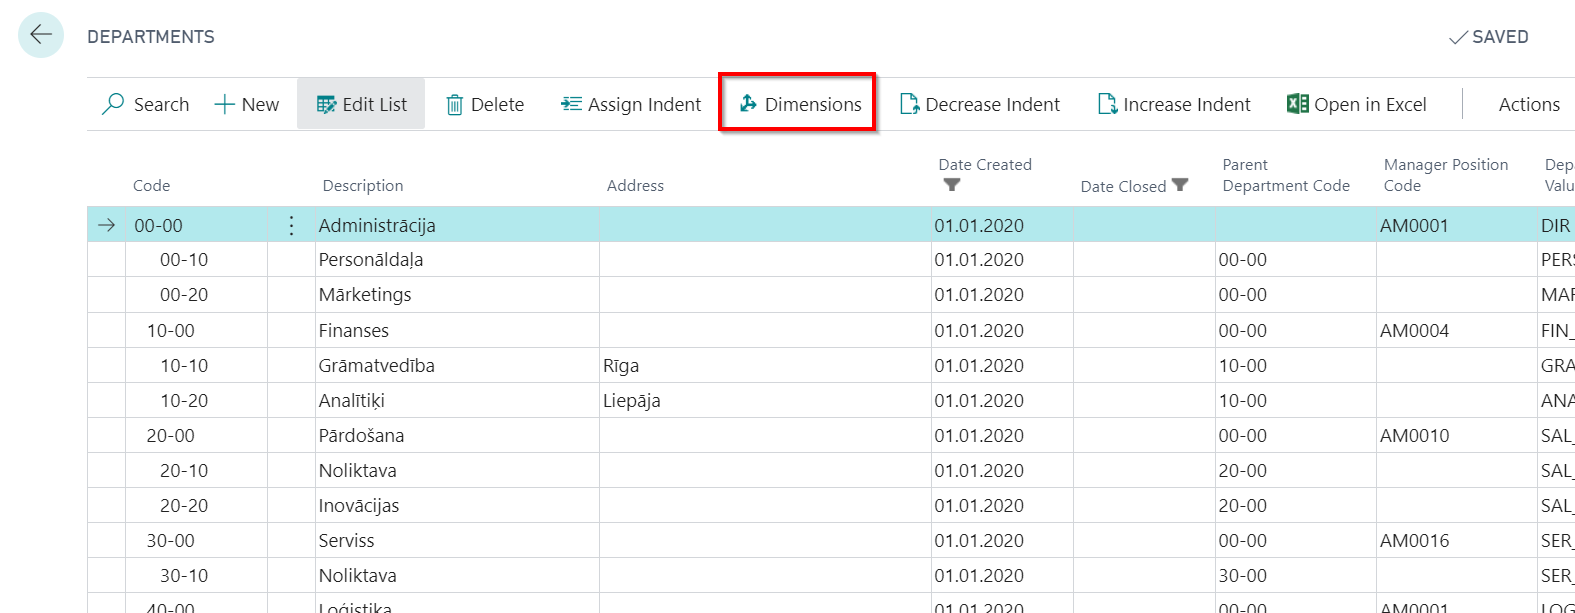 DEPARTMENTS
SAVED
Search New Edit List Delete Assign Indent Dimensions Decrease Indent Increase Indent Open in Excel Actions
Code Description Address Date Created Date Closed Parent Department Code Manager Position Code
00-00 Administrācija 01.01.2020 AM0001 DIR
00-10 Personāldaļa 01.01.2020 00-00 PERS
00-20 Mārketings 01.01.2020 00-00 MAR
10-00 Finanses 01.01.2020 00-00 AM0004 FIN_
10-10 Grāmatvedība Rīga 01.01.2020 10-00 GRA
10-20 Analītiķi Liepāja 01.01.2020 10-00 ANA
20-00 Pārdošana 01.01.2020 00-00 AM0010 SAL_
20-10 Noliktava 01.01.2020 20-00 SAL_
20-20 Inovācijas 01.01.2020 20-00 SAL_
30-00 Serviss 01.01.2020 00-00 AM0016 SER_
30-10 Noliktava 01.01.2020 30-00 SER_
40-00 Loģistika 01.01.2020 00-00 AM0001 LOG